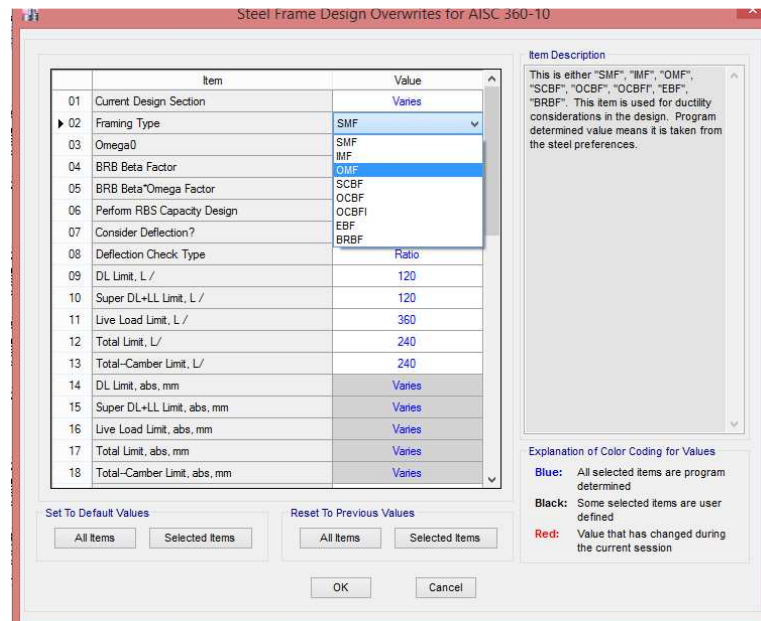 Steel Frame Design Overwrites for AISC 360-10
Item Value
01 Current Design Section Varies
02 Framing Type SMF
03 Omega0
04 BRB Beta Factor
05 BRB Beta*Omega Factor
06 Perform RBS Capacity Design
07 Consider Deflection?
SMF
IMF
OMF
SCBF
OCBF
OCBFI
EBF
BRBF
08 Deflection Check Type Ratio
09 DL Limit, L / 120
10 Super DL+LL Limit, L / 120
11 Live Load Limit, L / 360
12 Total Limit, L/ 240
13 Total--Camber Limit, L/ 240
14 DL Limit, abs, mm Varies
15 Super DL+LL Limit, abs, mm Varies
16 Live Load Limit, abs, mm Varies
17 Total Limit, abs, mm Varies
18 Total--Camber Limit, abs, mm Varies
Set To Default Values
All Items Selected Items
Reset To Previous Values
All Items Selected Items
OK Cancel
Item Description
This is either "SMF", "IMF", "OMF",
"SCBF", "OCBF", "OCBFI", "EBF",
"BRBF". This item is used for ductility
considerations in the design. Program
determined value means it is taken from
the steel preferences.
Explanation of Color Coding for Values
Blue: All selected items are program
determined
Black: Some selected items are user
defined
Red: Value that has changed during
the current session